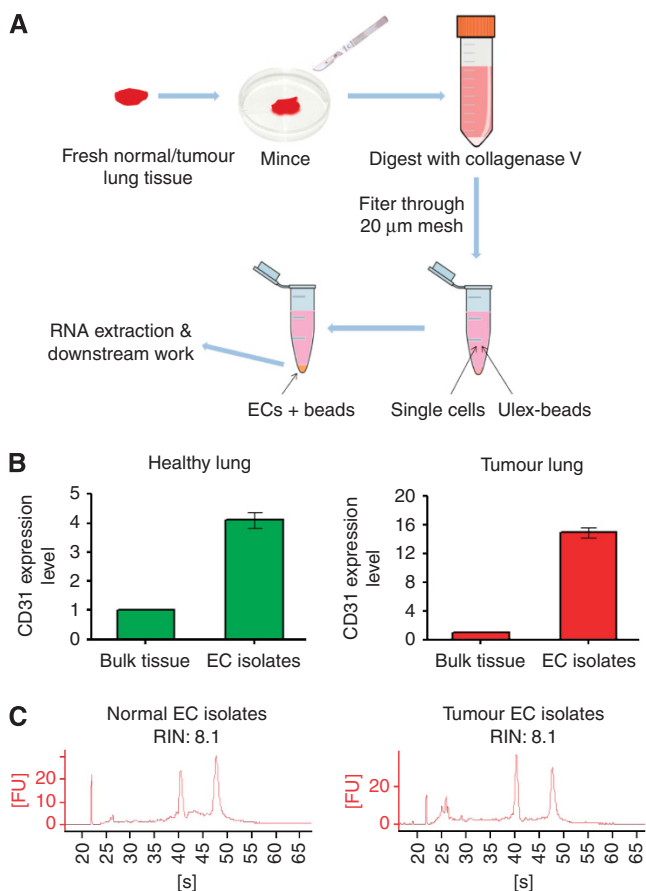 A
Fresh normal/tumour
lung tissue
Mince
Digest with collagenase V
Fiter through
20 μm mesh
RNA extraction &
downstream work
ECs + beads
Single cells
Ulex-beads
B
Healthy lung
CD31 expression
level
5
4
3
2
1
0
Bulk tissue
EC isolates
Tumour lung
CD31 expression
level
20
16
12
8
4
0
Bulk tissue
EC isolates
C
Normal EC isolates
RIN: 8.1
[FU]
20
10
0
20 25 30 35 40 45 50 55 60 65
[s]
Tumour EC isolates
RIN: 8.1
[FU]
20
0
20 25 30 35 40 45 50 55 60 65
[s]